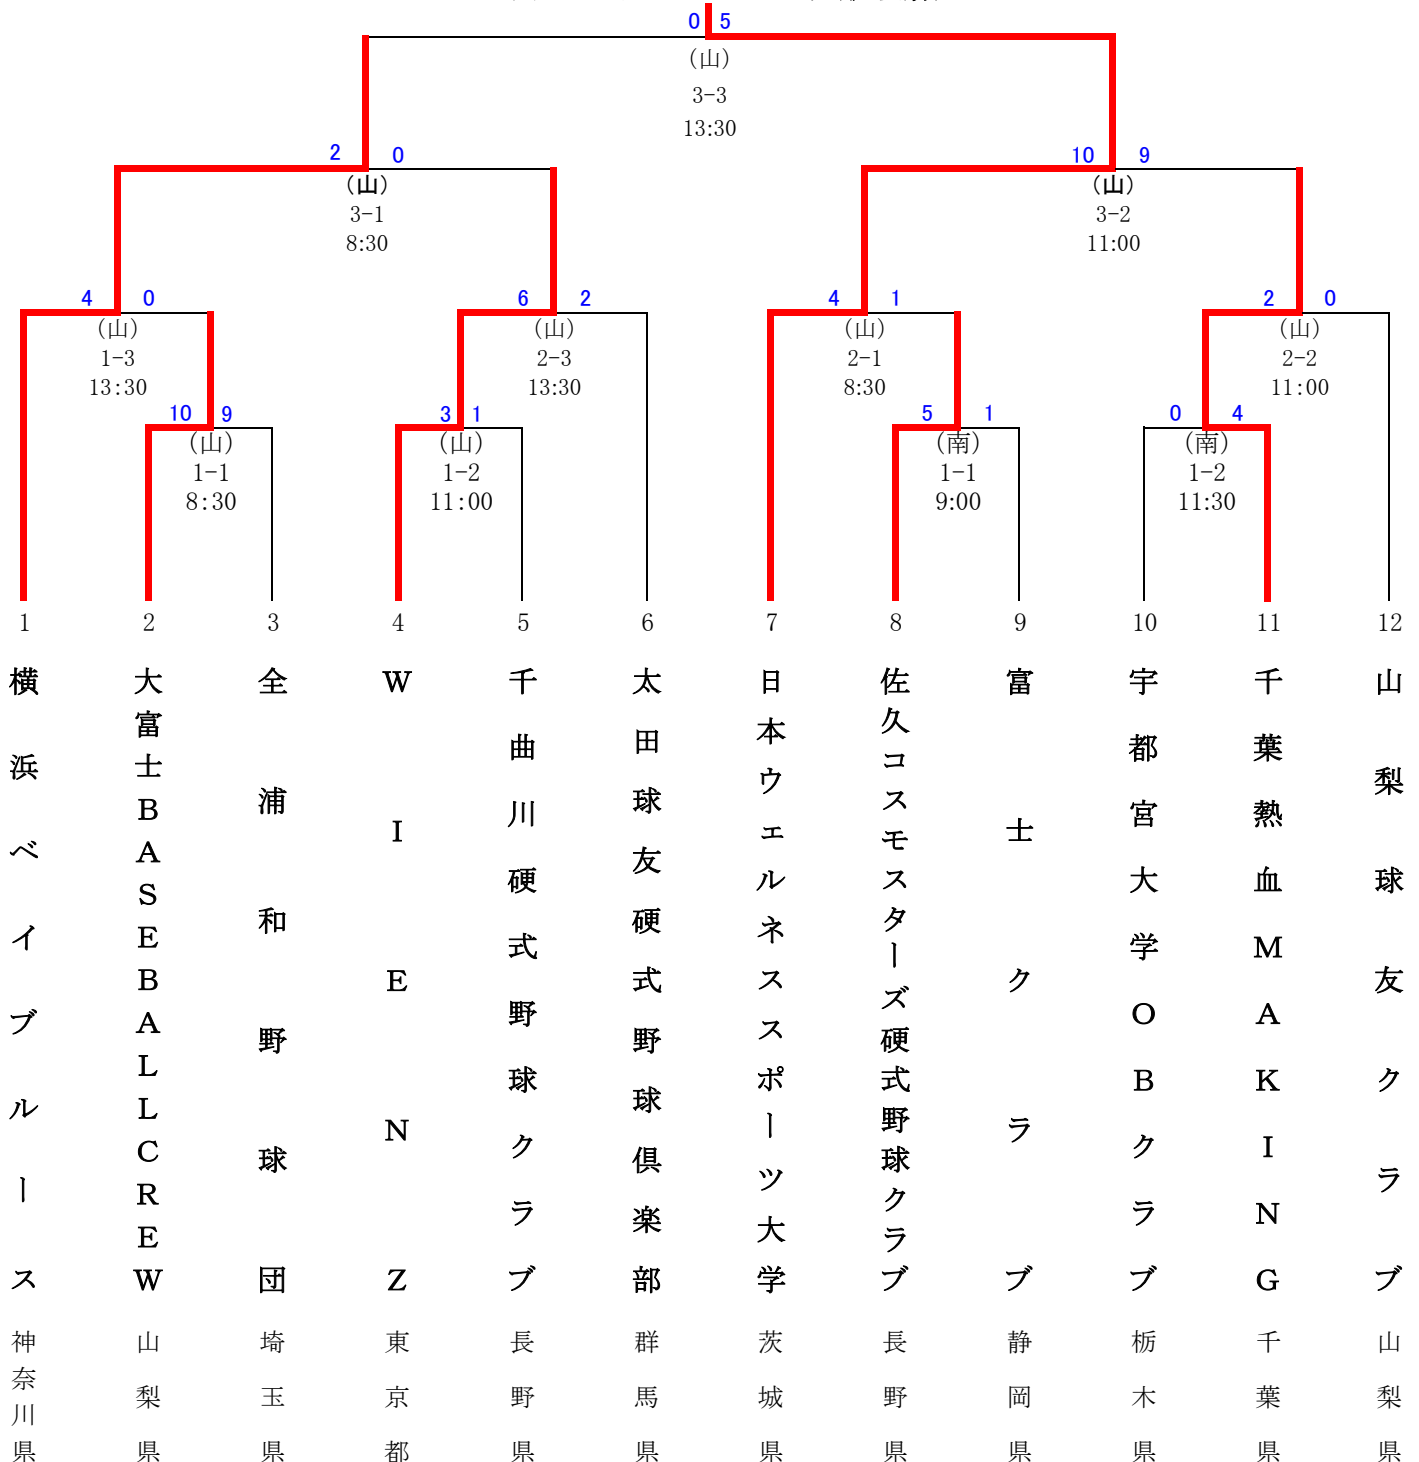 0 5
(山)
3-3
13:30
2 0
(山)
3-1
8:30
10 9
(山)
3-2
11:00
4 0
(山)
1-3
13:30
6 2
(山)
2-3
13:30
4 1
(山)
2-1
8:30
2 0
(山)
2-2
11:00
10 9
(山)
1-1
8:30
3 1
(山)
1-2
11:00
5 1
(南)
1-1
9:00
0 4
(南)
1-2
11:30
1
横浜ベイブルース
神奈川県
2
大富士BASEBALLCREW
山梨県
3
全浦和野球団
埼玉県
4
WIENZ
東京都
5
千曲川硬式野球クラブ
長野県
6
太田球友硬式野球倶楽部
群馬県
7
日本ウェルネススポーツ大学
茨城県
8
佐久コスモスターズ硬式野球クラブ
長野県
9
富士クラブ
静岡県
10
宇都宮大学OBクラブ
栃木県
11
千葉熱血MAKING
千葉県
12
山梨球友クラブ
山梨県